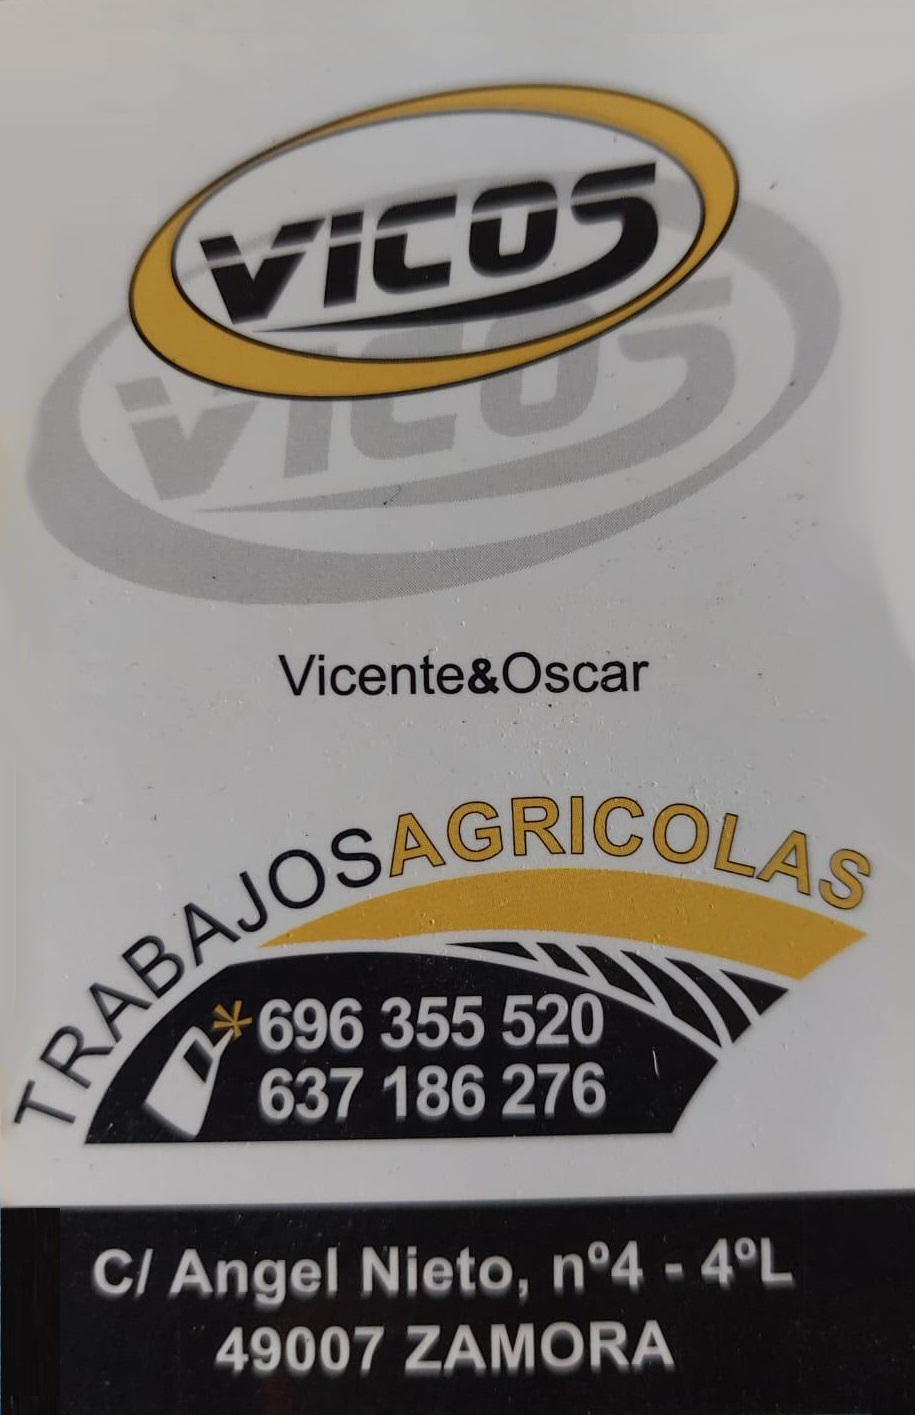 VICOS
VICOS
Vicente&Oscar
TRABAJOSAGRICOLAS
696 355 520
637 186 276
C/ Angel Nieto, nº4 - 4ºL
49007 ZAMORA